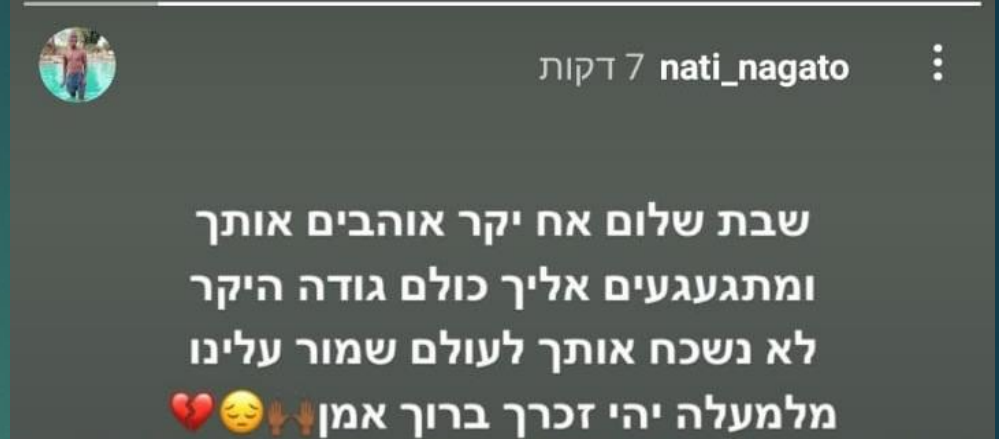 nati_nagato 7 דקות
שבת שלום אח יקר אוהבים אותך
ומתגעגעים אליך כולם גודה היקר
לא נשכח אותך לעולם שמור עלינו
מלמעלה יהי זכרך ברוך אמן🙌🏾😔💔